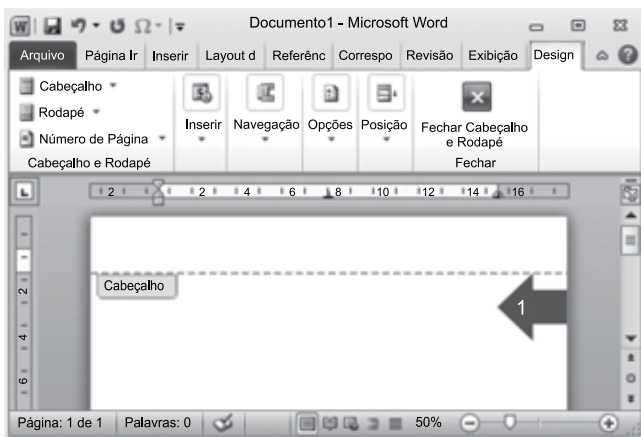 Documento1 - Microsoft Word
Arquivo Página Ir Inserir Layout d Referênc Correspo Revisão Exibição Design
Cabeçalho
Rodapé
Número de Página
Inserir Navegação Opções Posição Fechar Cabeçalho e Rodapé
Cabeçalho e Rodapé Fechar
2 2 4 6 8 10 12 14 16
Cabeçalho
1
2
4
6
Página: 1 de 1 Palavras: 0 50%